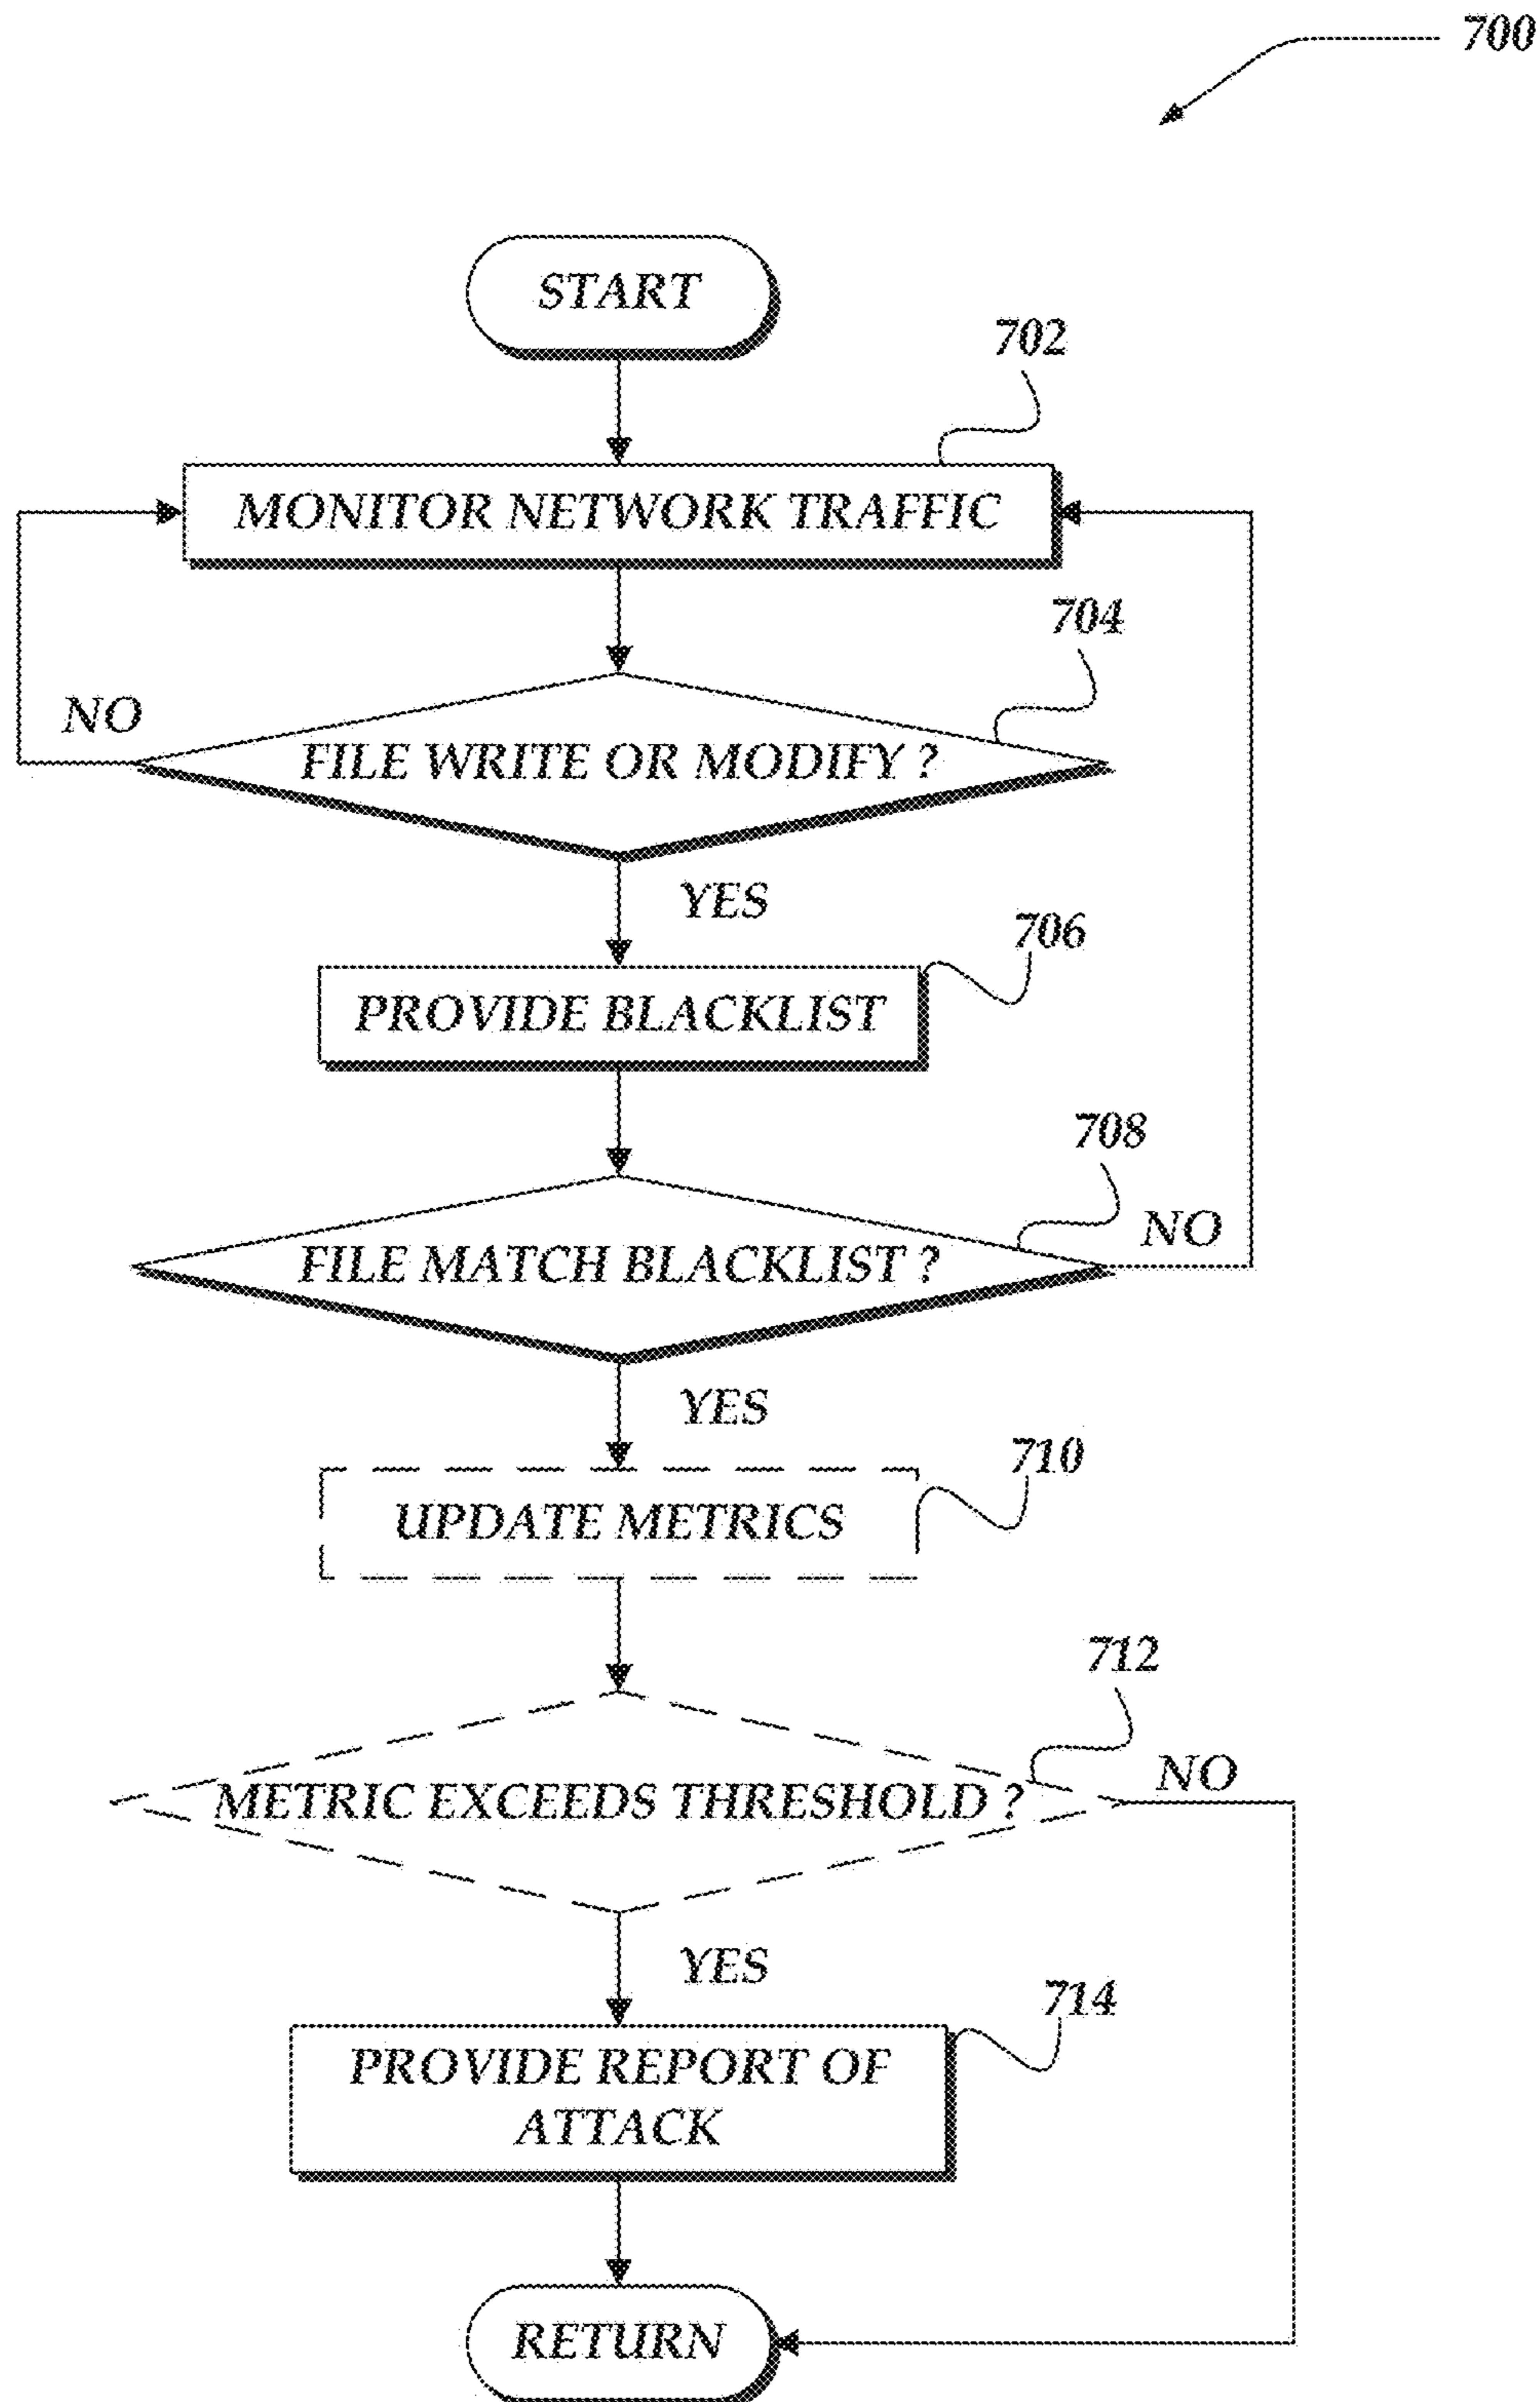 700
START
702
MONITOR NETWORK TRAFFIC
704
NO
FILE WRITE OR MODIFY ?
YES
706
PROVIDE BLACKLIST
708
NO
FILE MATCH BLACKLIST ?
YES
710
UPDATE METRICS
712
NO
METRIC EXCEEDS THRESHOLD ?
YES
714
PROVIDE REPORT OF
ATTACK
RETURN